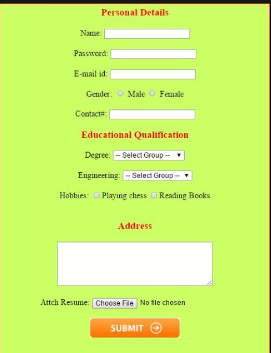 Personal Details
Name:
Password:
E-mail id:
Gender: Male Female
Contact#:
Educational Qualification
Degree: -- Select Group --
Engineering: -- Select Group --
Hobbies: Playing chess Reading Books
Address
Attch Resume: Choose File No file chosen
SUBMIT